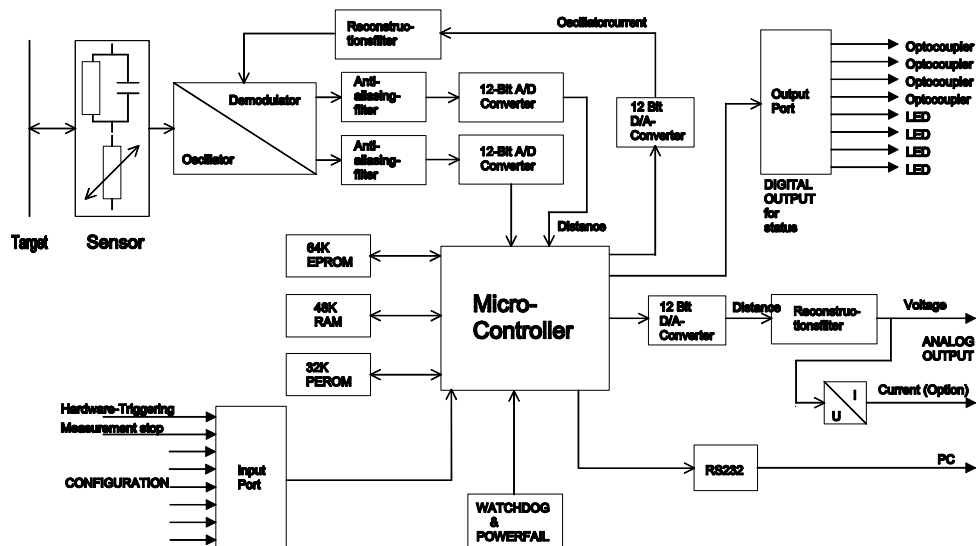 Oscillatorcurrent
Reconstruc-
tionsfilter
Optocoupler
Optocoupler
Optocoupler
Optocoupler
LED
LED
LED
LED
Output
Port
DIGITAL
OUTPUT
for
status
Demodulator
Oscillator
Anti-
aliasing-
filter
12-Bit A/D
Converter
Anti-
aliasing-
filter
12-Bit A/D
Converter
12 Bit
D/A-
Converter
Target
Sensor
Distance
64K
EPROM
48K
RAM
32K
PEROM
Micro-
Controller
12 Bit
D/A-
Converter
Distance
Reconstruc-
tionsfilter
Voltage
ANALOG
OUTPUT
I
U
Current (Option)
Hardware-Triggering
Measurement stop
CONFIGURATION
Input
Port
WATCHDOG
&
POWERFAIL
RS232
PC